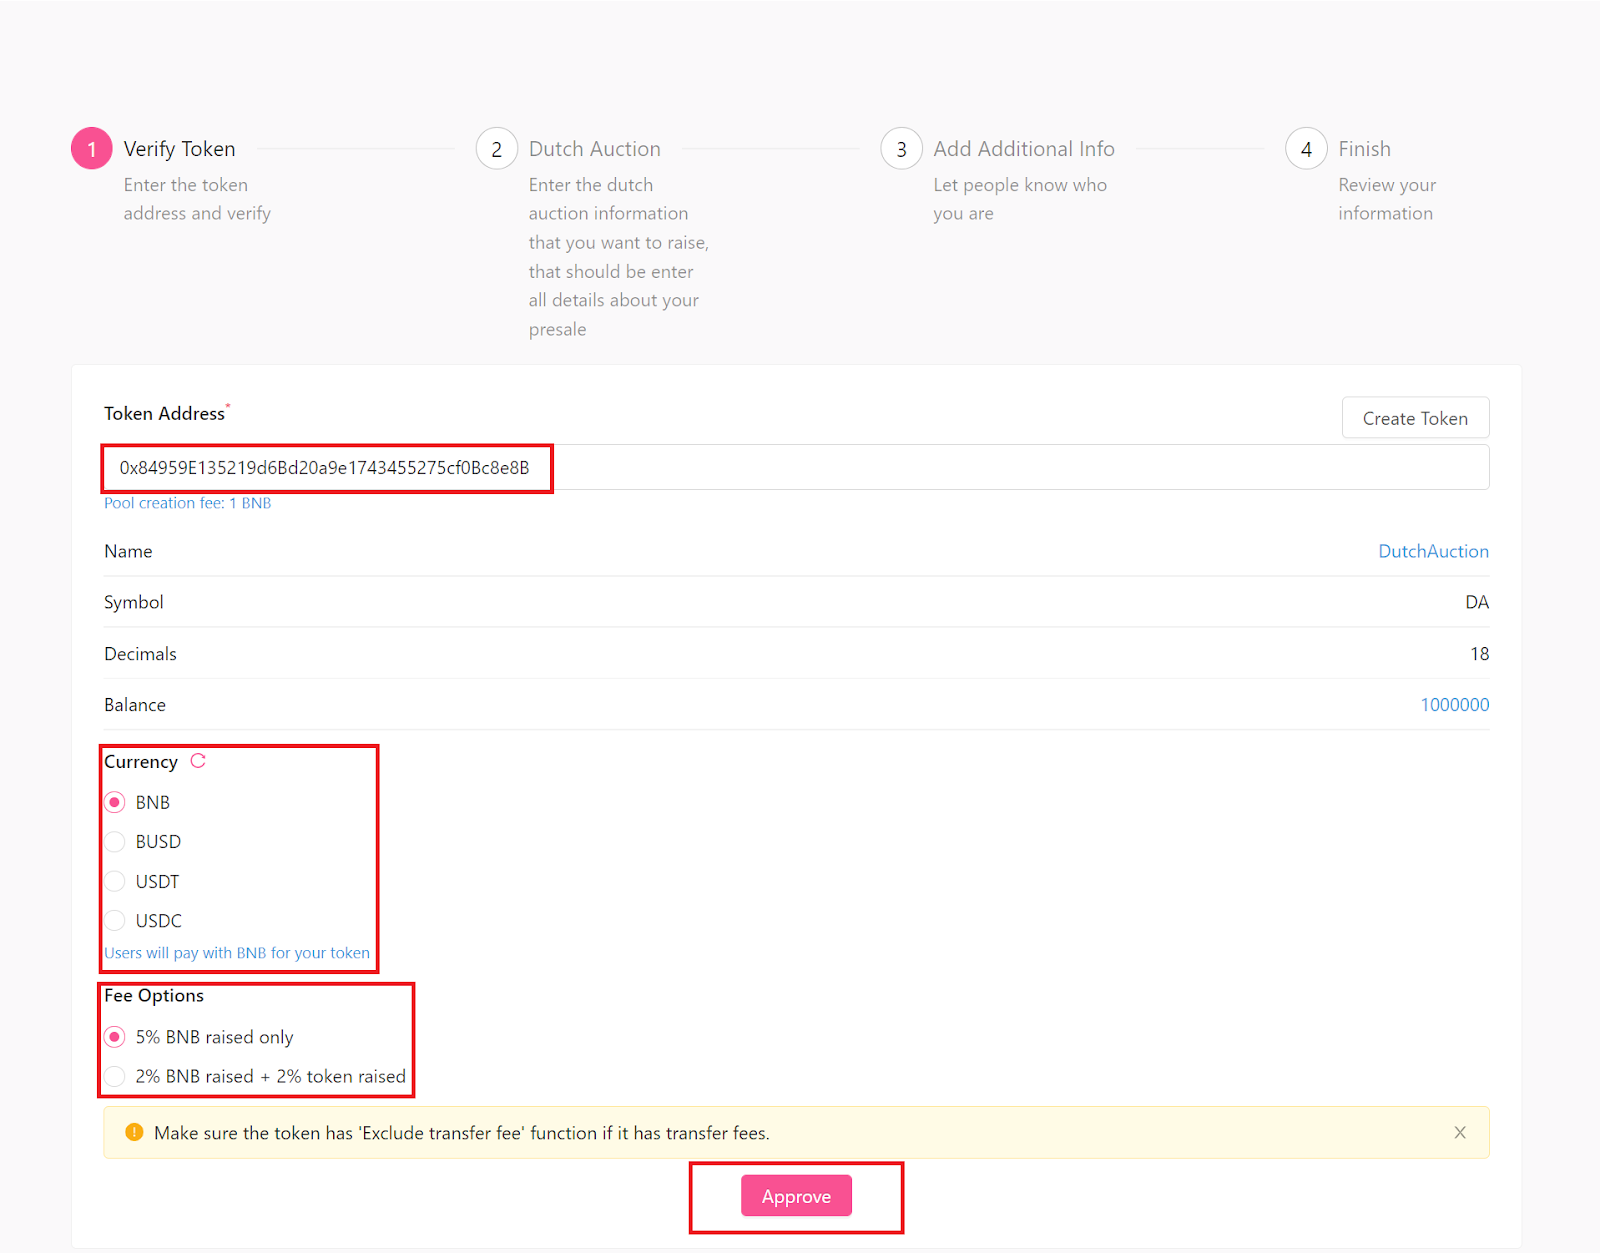 1 Verify Token
Enter the token
address and verify
2 Dutch Auction
Enter the dutch
auction information
that you want to raise,
that should be enter
all details about your
presale
3 Add Additional Info
Let people know who
you are
4 Finish
Review your
information
Token Address*
Create Token
0x84959E135219d6Bd20a9e1743455275cf0Bc8e8B
Pool creation fee: 1 BNB
Name DutchAuction
Symbol DA
Decimals 18
Balance 1000000
Currency
BNB
BUSD
USDT
USDC
Users will pay with BNB for your token
Fee Options
5% BNB raised only
2% BNB raised + 2% token raised
Make sure the token has 'Exclude transfer fee' function if it has transfer fees.
Approve